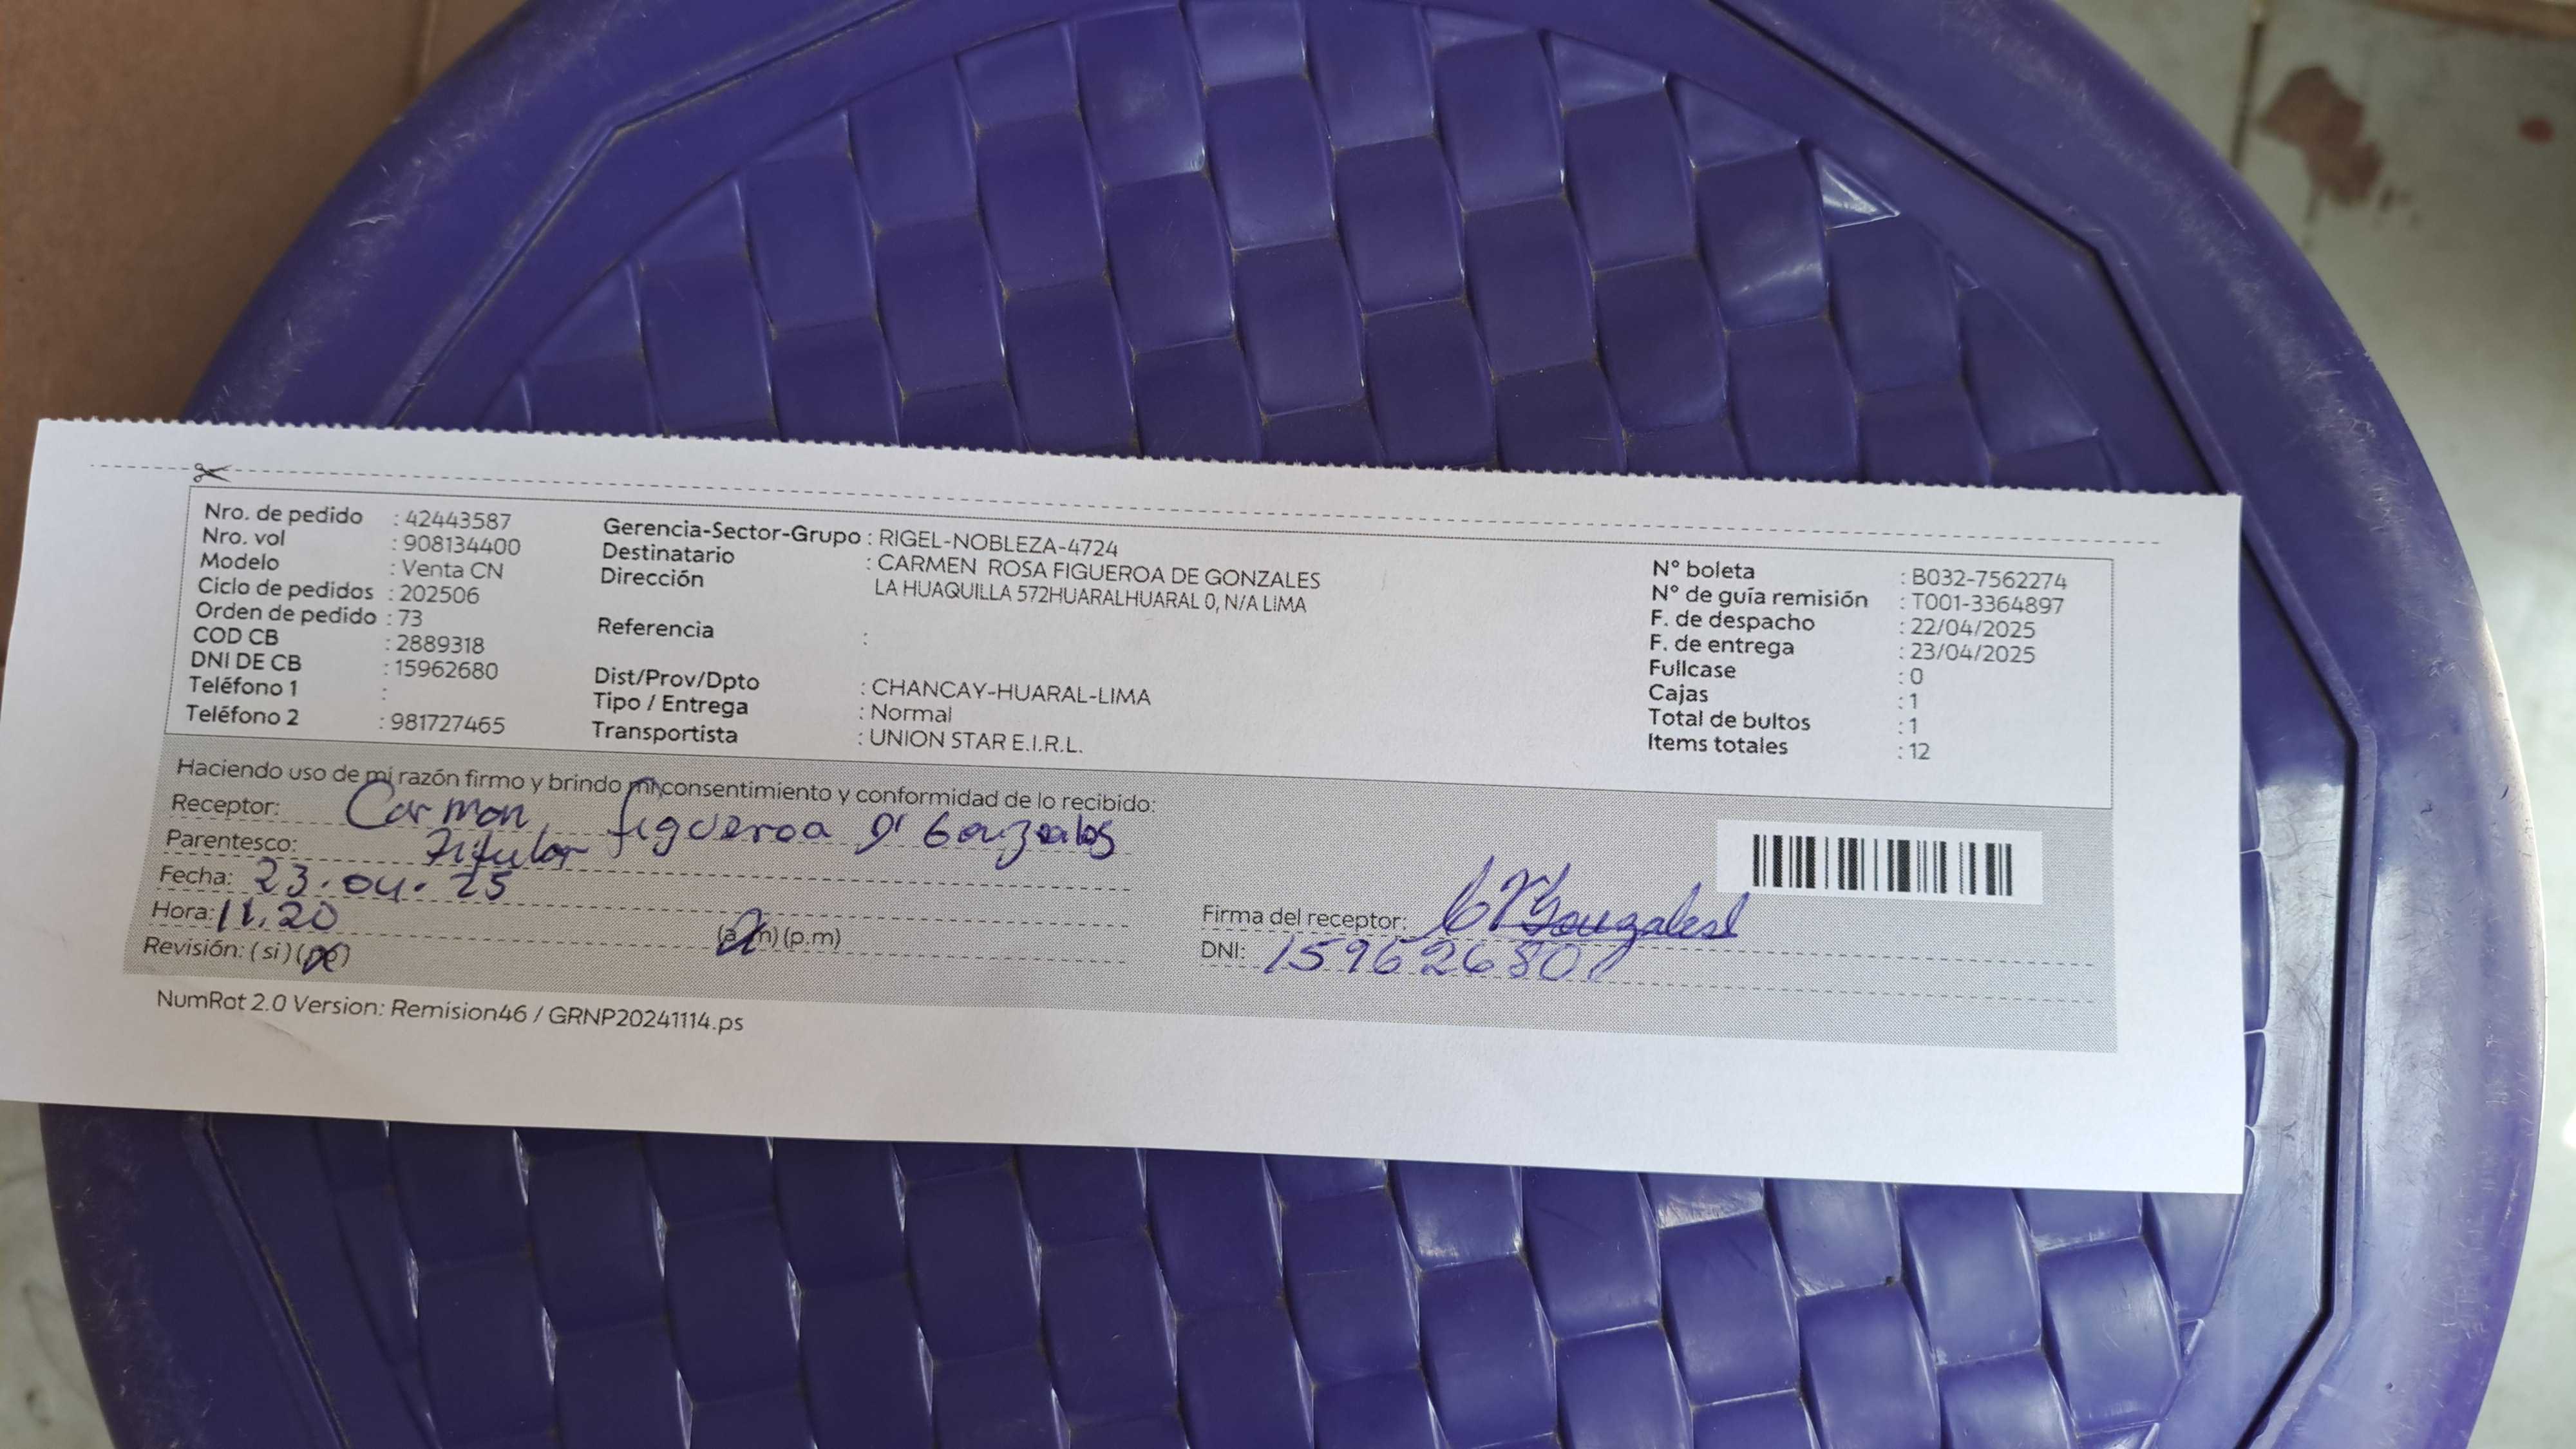 Nro. de pedido : 42443587
Nro. vol : 908134400
Modelo : Venta CN
Ciclo de pedidos : 202506
Orden de pedido : 73
COD CB : 2889318
DNI DE CB : 15962680
Teléfono 1 :
Teléfono 2 : 981727465
Gerencia-Sector-Grupo : RIGEL-NOBLEZA-4724
Destinatario : CARMEN ROSA FIGUEROA DE GONZALES
Dirección LA HUAQUILLA 572HUARALHUARAL 0, N/A LIMA
Referencia :
Dist/Prov/Dpto : CHANCAY-HUARAL-LIMA
Tipo / Entrega : Normal
Transportista : UNION STAR E.I.R.L.
N° boleta : B032-7562274
N° de guía remisión : T001-3364897
F. de despacho : 22/04/2025
F. de entrega : 23/04/2025
Fullcase : 0
Cajas : 1
Total de bultos : 1
Items totales : 12
Haciendo uso de mi razón firmo y brindo mi consentimiento y conformidad de lo recibido:
Receptor: Carmen figueroa D' Gonzales
Parentesco: Titular
Fecha: 23.04.25
Hora: 11.20 (a.m) (p.m)
Revisión: (si) (no)
Firma del receptor: Gonzales
DNI: 15962680
NumRot 2.0 Version: Remision46 / GRNP20241114.ps